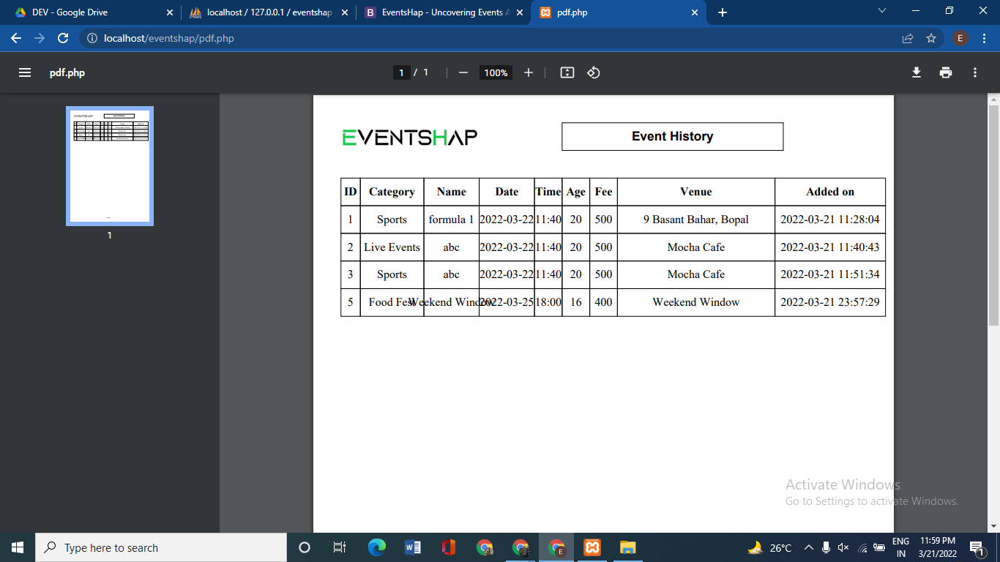 DEV - Google Drive
localhost / 127.0.0.1 / eventshap
B EventsHap - Uncovering Events A
pdf.php
localhost/eventshap/pdf.php
E
pdf.php
1 / 1
100%
EVENTSHAP
Event History
ID Category Name Date Time Age Fee Venue Added on
1 Sports formula 1 2022-03-22 11:40 20 500 9 Basant Bahar, Bopal 2022-03-21 11:28:04
2 Live Events abc 2022-03-22 11:40 20 500 Mocha Cafe 2022-03-21 11:40:43
3 Sports abc 2022-03-22 11:40 20 500 Mocha Cafe 2022-03-21 11:51:34
5 Food Fest Weekend Window 2022-03-25 18:00 16 400 Weekend Window 2022-03-21 23:57:29
1
Activate Windows
Go to Settings to activate Windows.
Type here to search
26°C
ENG
IN
11:59 PM
3/21/2022
1